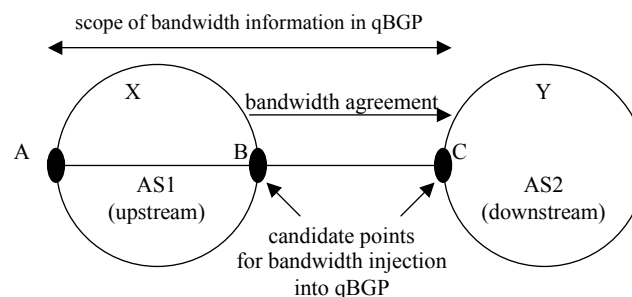 scope of bandwidth information in qBGP
X
Y
bandwidth agreement
A
B
C
AS1
(upstream)
AS2
(downstream)
candidate points
for bandwidth injection
into qBGP